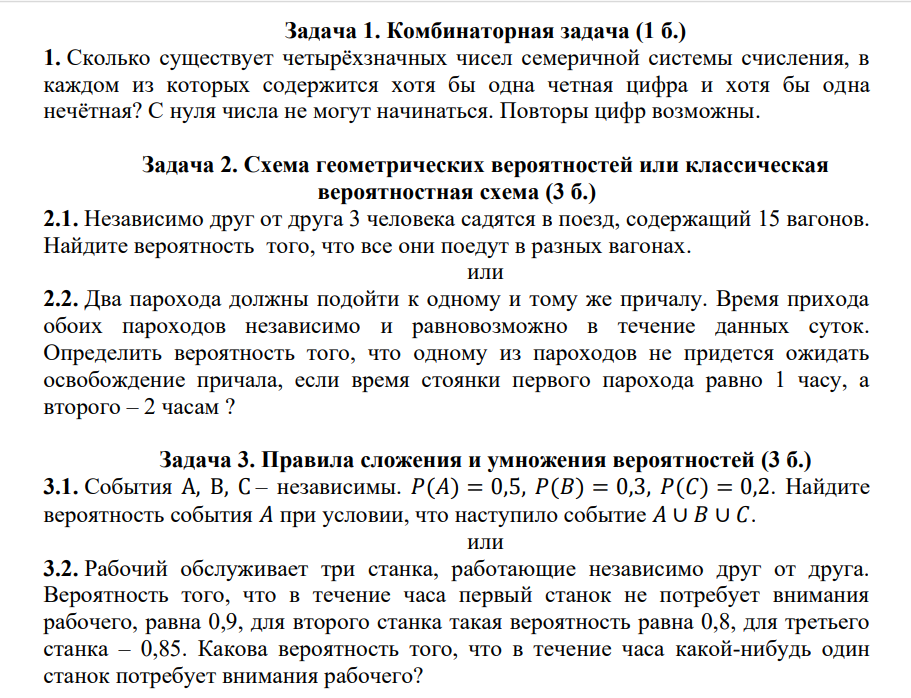 Задача 1. Комбинаторная задача (1 б.)
1. Сколько существует четырёхзначных чисел семеричной системы счисления, в
каждом из которых содержится хотя бы одна четная цифра и хотя бы одна
нечётная? С нуля числа не могут начинаться. Повторы цифр возможны.
Задача 2. Схема геометрических вероятностей или классическая
вероятностная схема (3 б.)
2.1. Независимо друг от друга 3 человека садятся в поезд, содержащий 15 вагонов.
Найдите вероятность того, что все они поедут в разных вагонах.
или
2.2. Два парохода должны подойти к одному и тому же причалу. Время прихода
обоих пароходов независимо и равновозможно в течение данных суток.
Определить вероятность того, что одному из пароходов не придется ожидать
освобождение причала, если время стоянки первого парохода равно 1 часу, а
второго – 2 часам ?
Задача 3. Правила сложения и умножения вероятностей (3 б.)
3.1. События A, B, C – независимы. P(A) = 0,5, P(B) = 0,3, P(C) = 0,2. Найдите
вероятность события A при условии, что наступило событие A ∪ B ∪ C.
или
3.2. Рабочий обслуживает три станка, работающие независимо друг от друга.
Вероятность того, что в течение часа первый станок не потребует внимания
рабочего, равна 0,9, для второго станка такая вероятность равна 0,8, для третьего
станка – 0,85. Какова вероятность того, что в течение часа какой-нибудь один
станок потребует внимания рабочего?